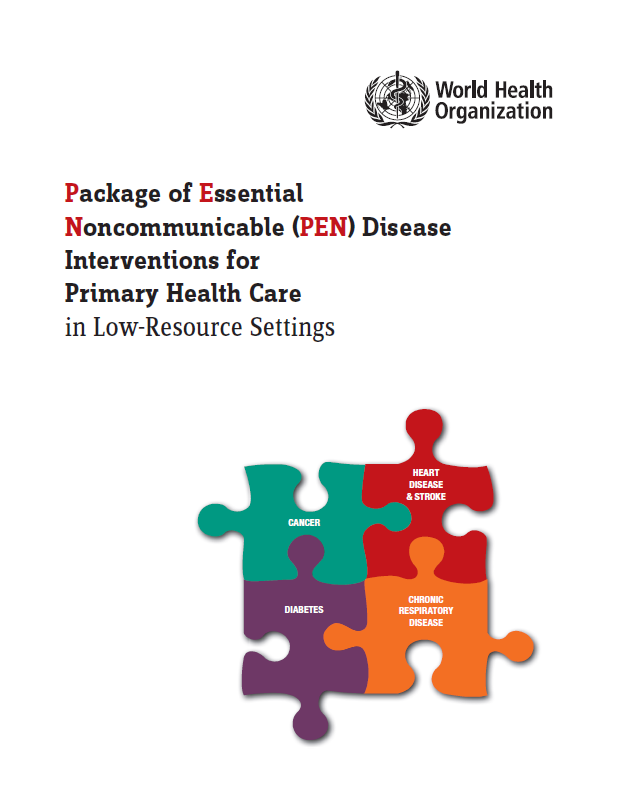 World Health
Organization
Package of Essential
Noncommunicable (PEN) Disease
Interventions for
Primary Health Care
in Low-Resource Settings
HEART
DISEASE
& STROKE
CANCER
DIABETES
CHRONIC
RESPIRATORY
DISEASE